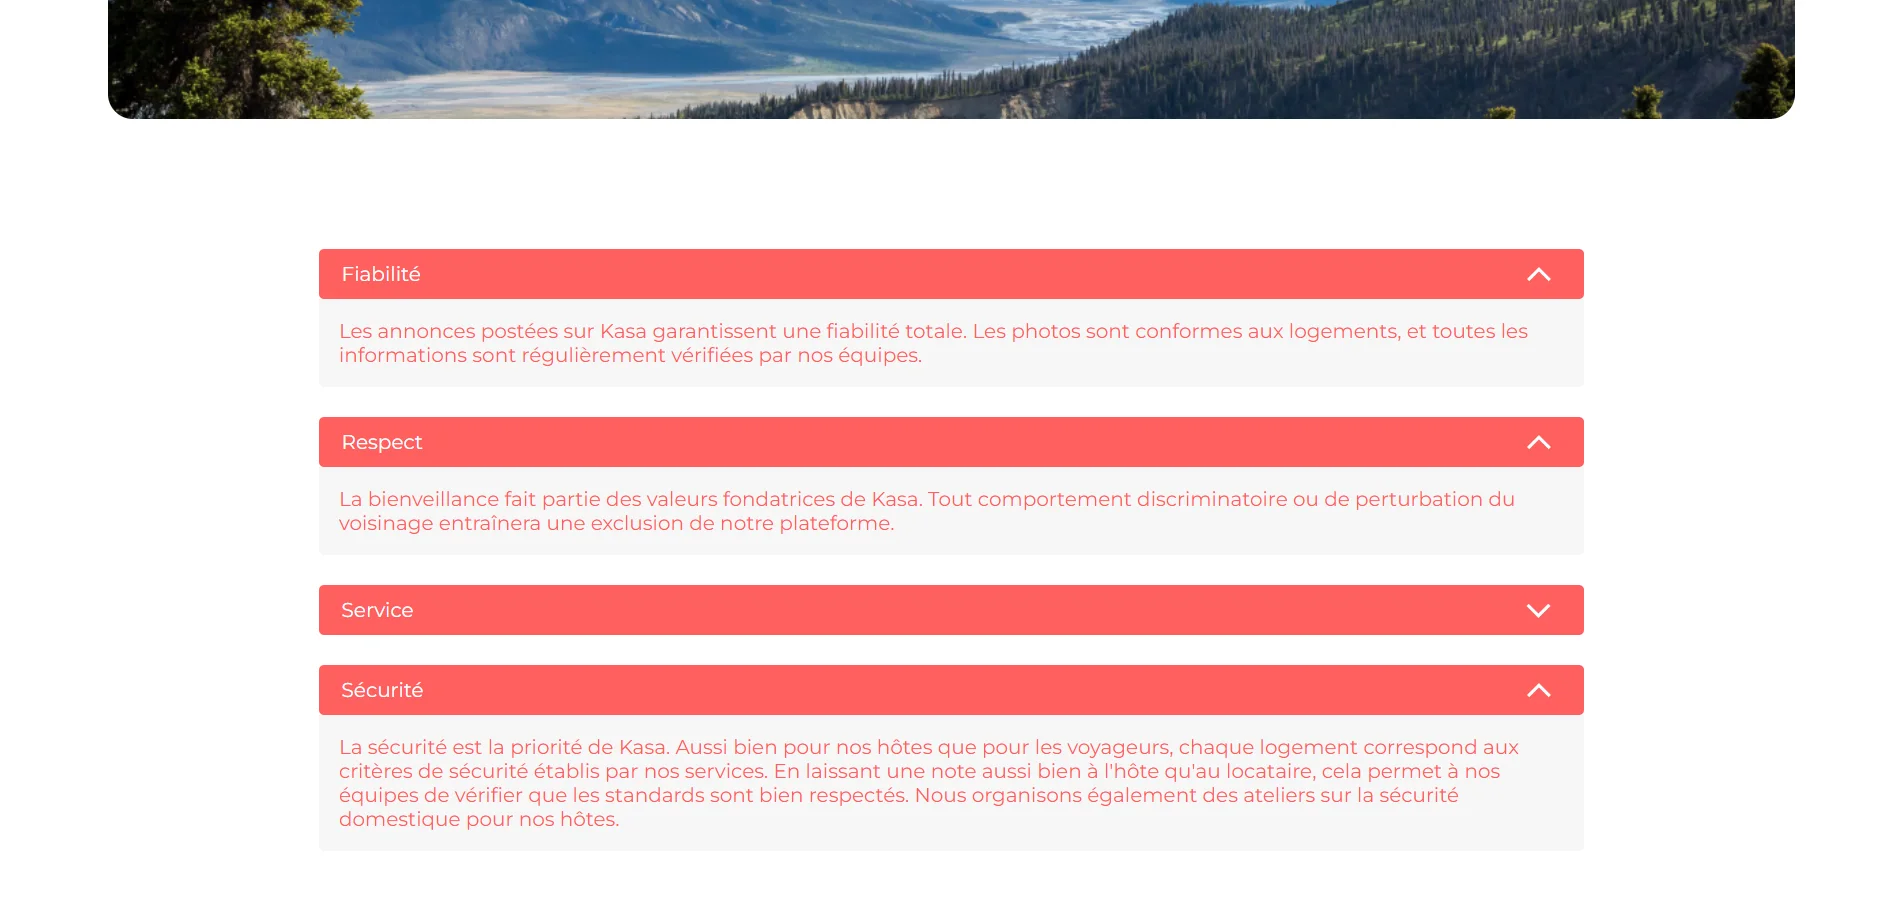 Fiabilité
Les annonces postées sur Kasa garantissent une fiabilité totale. Les photos sont conformes aux logements, et toutes les
informations sont régulièrement vérifiées par nos équipes.
Respect
La bienveillance fait partie des valeurs fondatrices de Kasa. Tout comportement discriminatoire ou de perturbation du
voisinage entraînera une exclusion de notre plateforme.
Service
Sécurité
La sécurité est la priorité de Kasa. Aussi bien pour nos hôtes que pour les voyageurs, chaque logement correspond aux
critères de sécurité établis par nos services. En laissant une note aussi bien à l'hôte qu'au locataire, cela permet à nos
équipes de vérifier que les standards sont bien respectés. Nous organisons également des ateliers sur la sécurité
domestique pour nos hôtes.